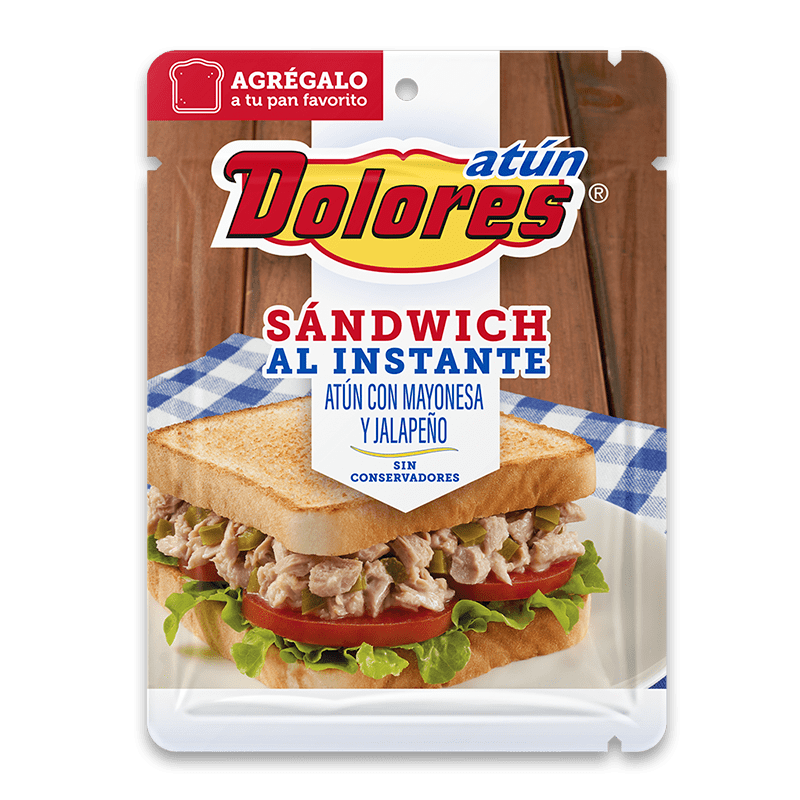 AGRÉGALO
a tu pan favorito
atún
Dolores®
SÁNDWICH
AL INSTANTE
ATÚN CON MAYONESA
Y JALAPEÑO
SIN
CONSERVADORES